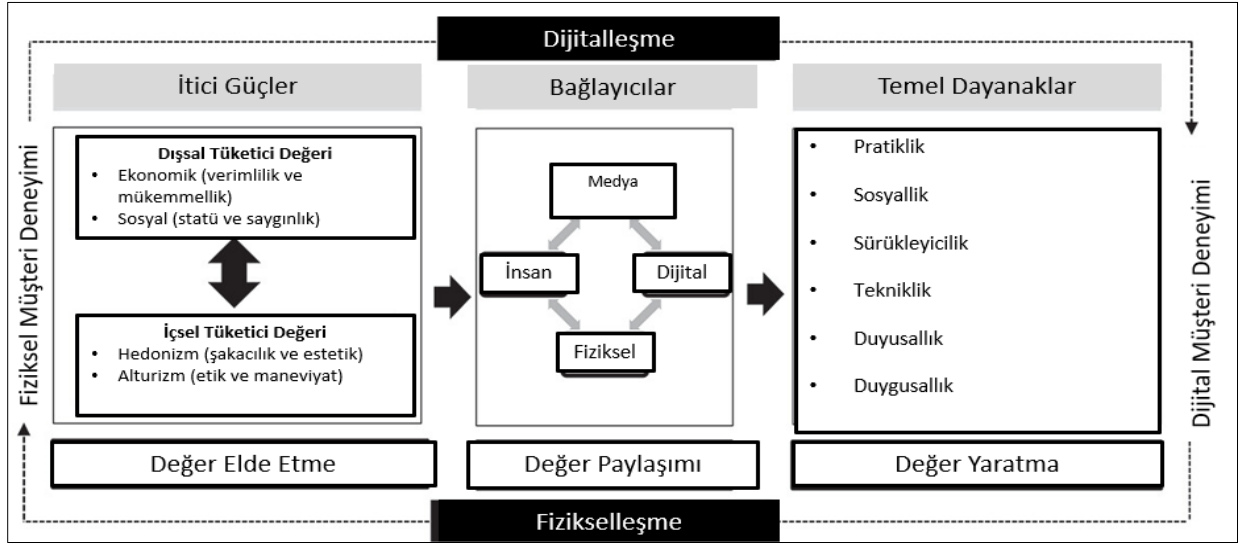 Dijitalleşme
İtici Güçler
Bağlayıcılar
Temel Dayanaklar
Fiziksel Müşteri Deneyimi
Dışsal Tüketici Değeri
• Ekonomik (verimlilik ve
mükemmellik)
• Sosyal (statü ve saygınlık)
İçsel Tüketici Değeri
• Hedonizm (şakacılık ve estetik)
• Alturizm (etik ve maneviyat)
Medya
İnsan
Dijital
Fiziksel
• Pratiklik
• Sosyallik
• Sürükleyicilik
• Tekniklik
• Duyusallık
• Duygusallık
Dijital Müşteri Deneyimi
Değer Elde Etme
Değer Paylaşımı
Değer Yaratma
Fizikselleşme